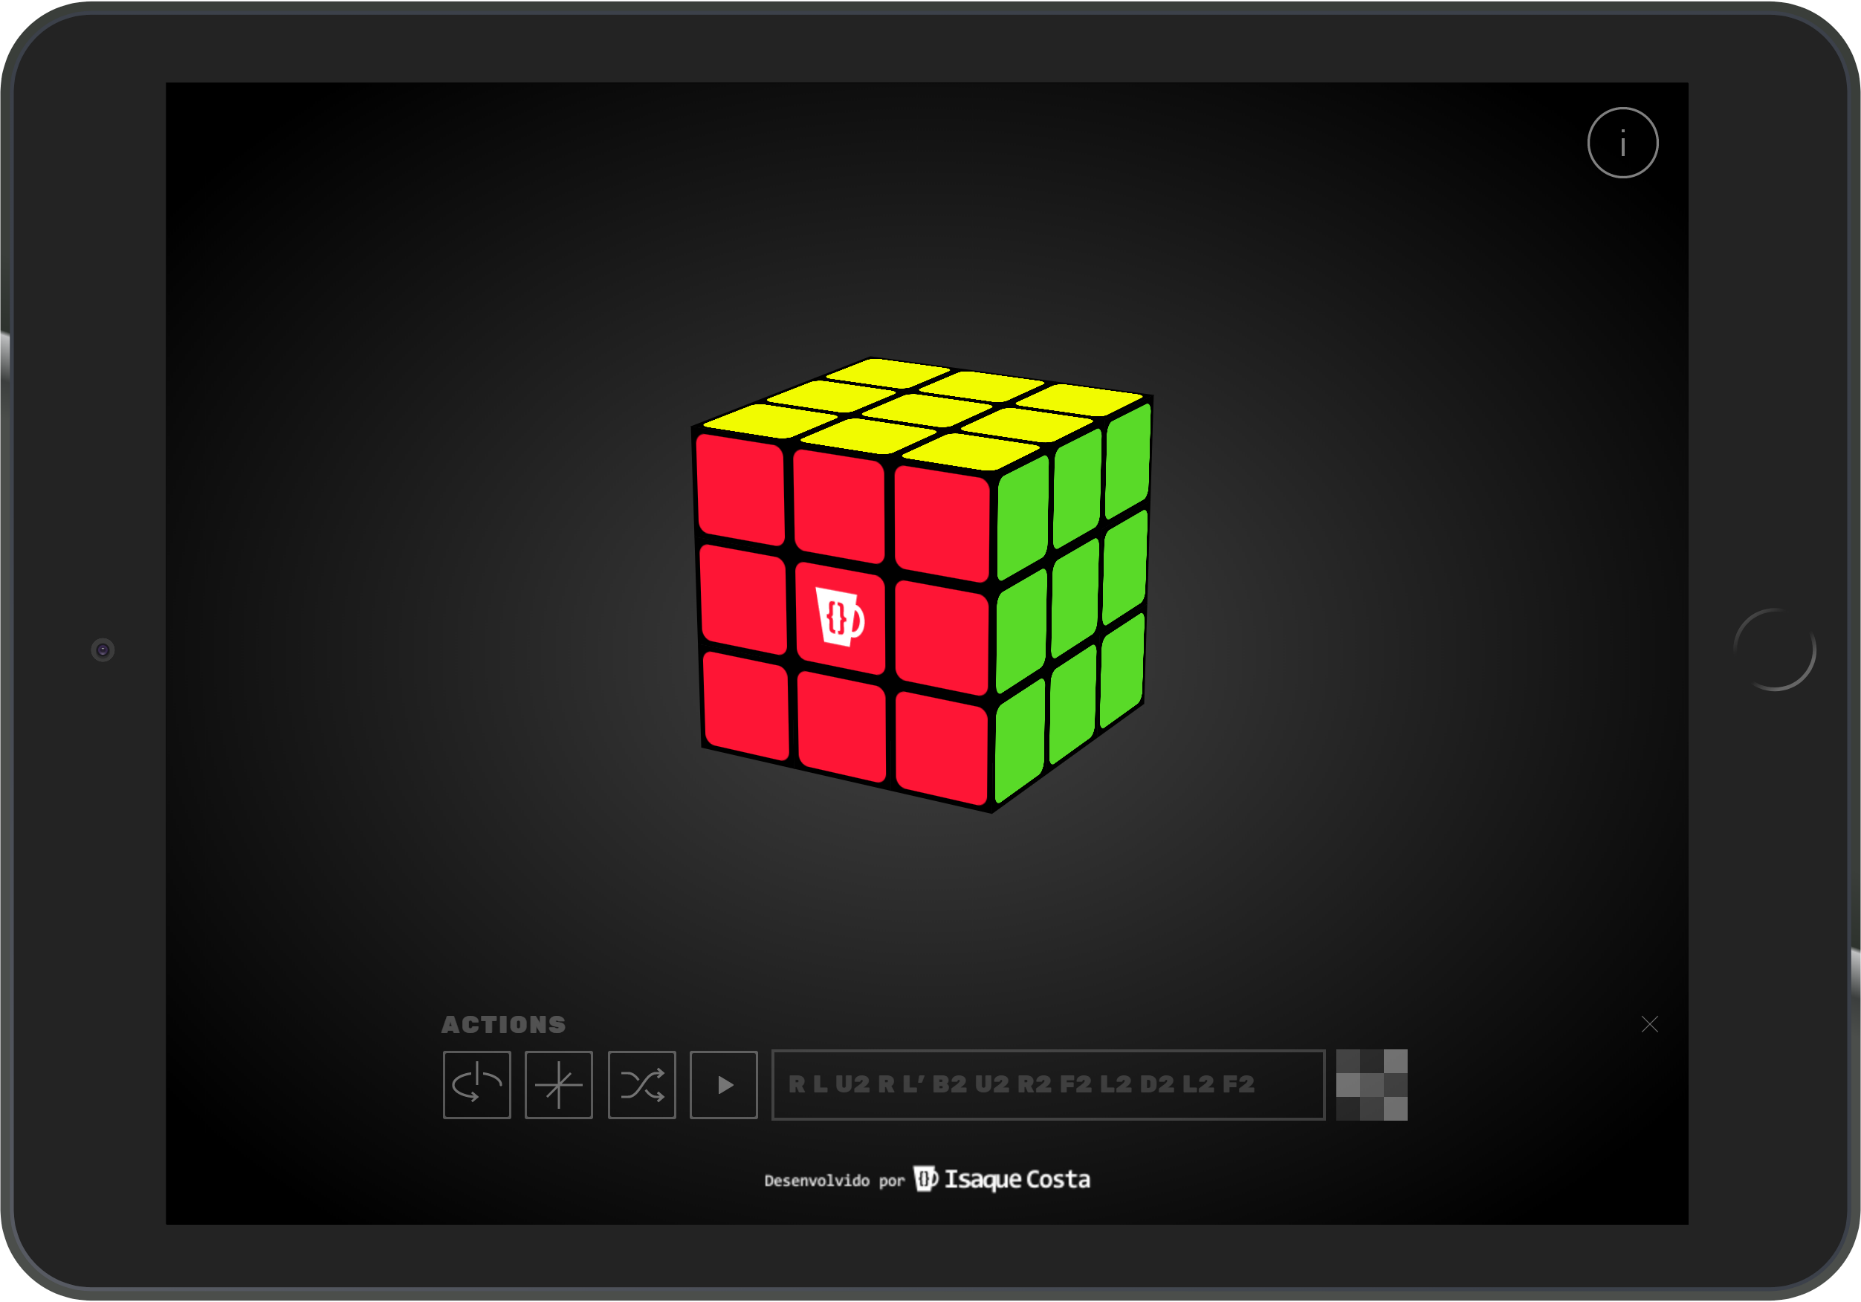 i
{}
ACTIONS
R L U2 R L’ B2 U2 R2 F2 L2 D2 L2 F2
Desenvolvido por {} Isaque Costa